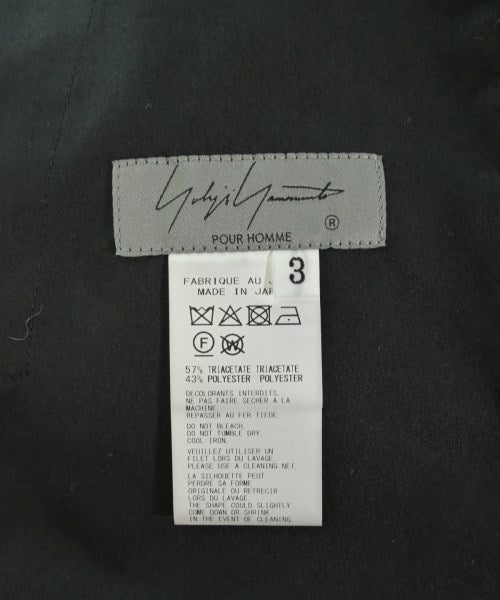 Yohji Yamamoto
®
POUR HOMME
3
FABRIQUE AU
MADE IN JAP
F
W
57% TRIACETATE TRIACETATE
43% POLYESTER POLYESTER
DECOLORANTS INTERDITS.
NE PAS FAIRE SECHER A LA
MACHINE.
REPASSER AU FER TIEDE.
DO NOT BLEACH.
DO NOT TUMBLE DRY.
COOL IRON.
VEUILLEZ UTILISER UN
FILET LORS DU LAVAGE.
PLEASE USE A CLEANING NET.
LA SILHOUETTE PEUT
PERDRE SA FORME
ORIGINALE OU RETRECIR
LORS DU LAVAGE.
THE SHAPE COULD SLIGHTLY
COME DOWN OR SHRINK
IN THE EVENT OF CLEANING.